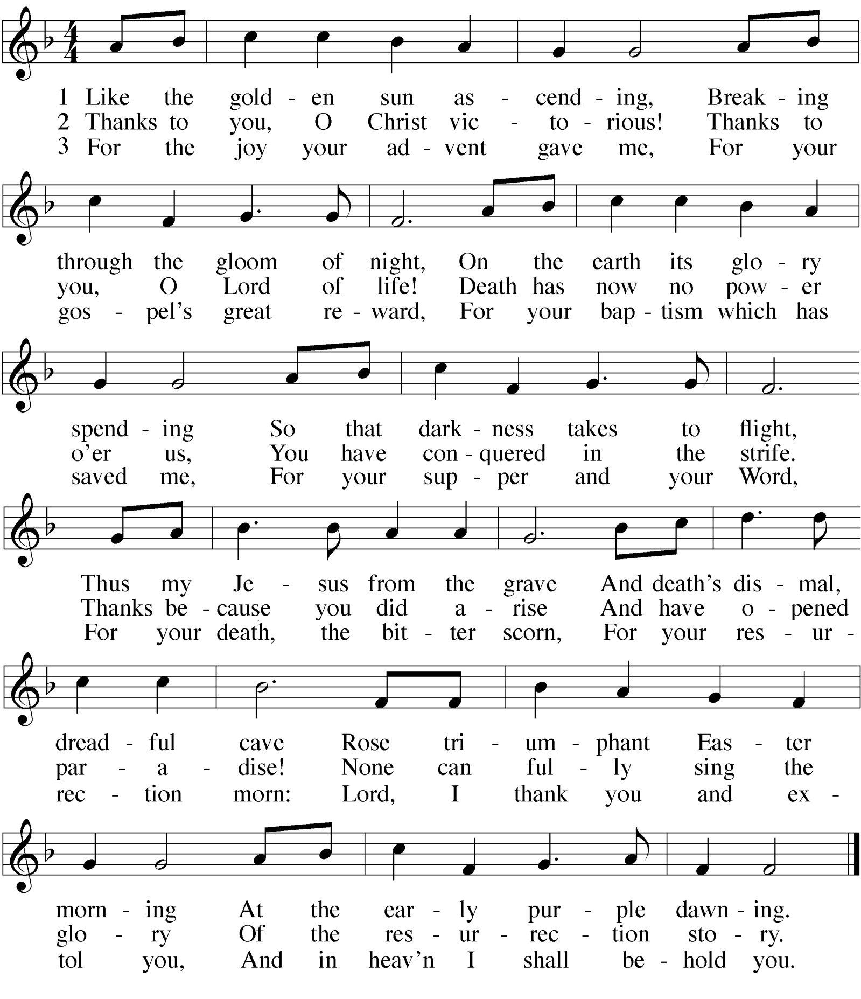 4
4
1 Like the gold - en sun as - cend - ing, Break - ing
2 Thanks to you, O Christ vic - to - rious! Thanks to
3 For the joy your ad - vent gave me, For your
through the gloom of night, On the earth its glo - ry
you, O Lord of life! Death has now no pow - er
gos - pel's great re - ward, For your bap - tism which has
spend - ing So that dark - ness takes to flight,
o'er us, You have con - quered in the strife.
saved me, For your sup - per and your Word,
Thus my Je - sus from the grave And death's dis - mal,
Thanks be - cause you did a - rise And have o - pened
For your death, the bit - ter scorn, For your res - ur -
dread - ful cave Rose tri - um - phant Eas - ter
par - a - dise! None can ful - ly sing the
rec - tion morn: Lord, I thank you and ex -
morn - ing At the ear - ly pur - ple dawn - ing.
glo - ry Of the res - ur - rec - tion sto - ry.
tol you, And in heav'n I shall be - hold you.